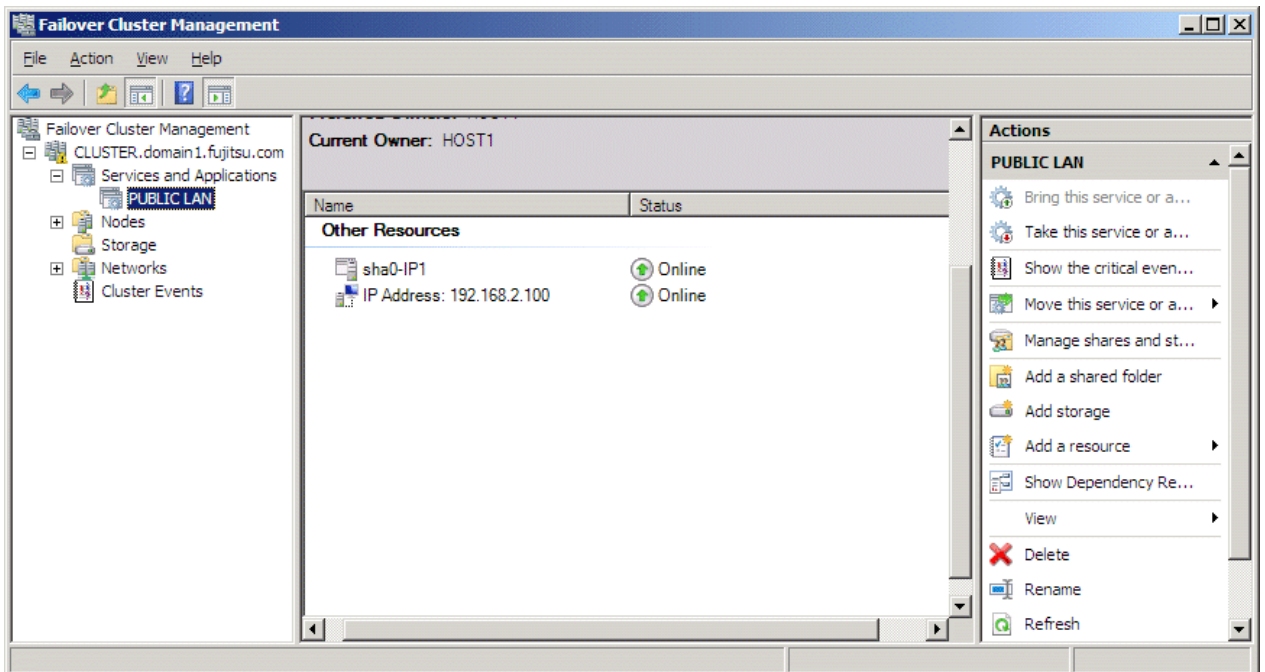 Failover Cluster Management
File Action View Help
Failover Cluster Management
CLUSTER.domain1.fujitsu.com
Services and Applications
PUBLIC LAN
Nodes
Storage
Networks
Cluster Events
Current Owner: HOST1
Name Status
Other Resources
sha0-IP1 Online
IP Address: 192.168.2.100 Online
Actions
PUBLIC LAN
Bring this service or a...
Take this service or a...
Show the critical even...
Move this service or a...
Manage shares and st...
Add a shared folder
Add storage
Add a resource
Show Dependency Re...
View
Delete
Rename
Refresh